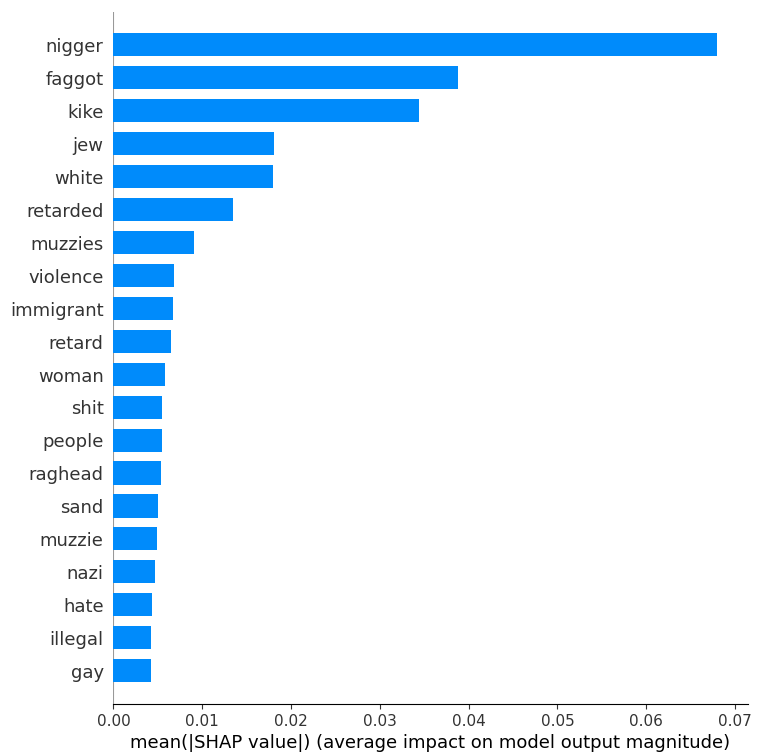 nigger
faggot
kike
jew
white
retarded
muzzies
violence
immigrant
retard
woman
shit
people
raghead
sand
muzzie
nazi
hate
illegal
gay
0.00 0.01 0.02 0.03 0.04 0.05 0.06 0.07
mean(|SHAP value|) (average impact on model output magnitude)